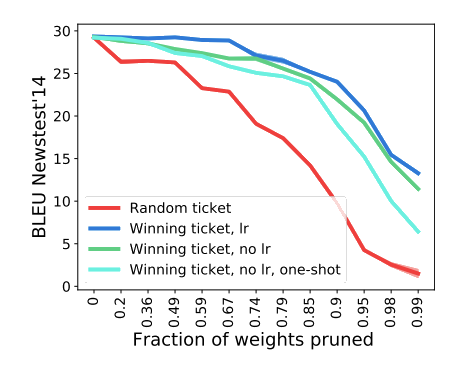 30
25
20
15
10
5
0
BLEU Newstest'14
Random ticket
Winning ticket, lr
Winning ticket, no lr
Winning ticket, no lr, one-shot
0 0.2 0.36 0.49 0.59 0.67 0.74 0.79 0.85 0.9 0.95 0.98 0.99
Fraction of weights pruned